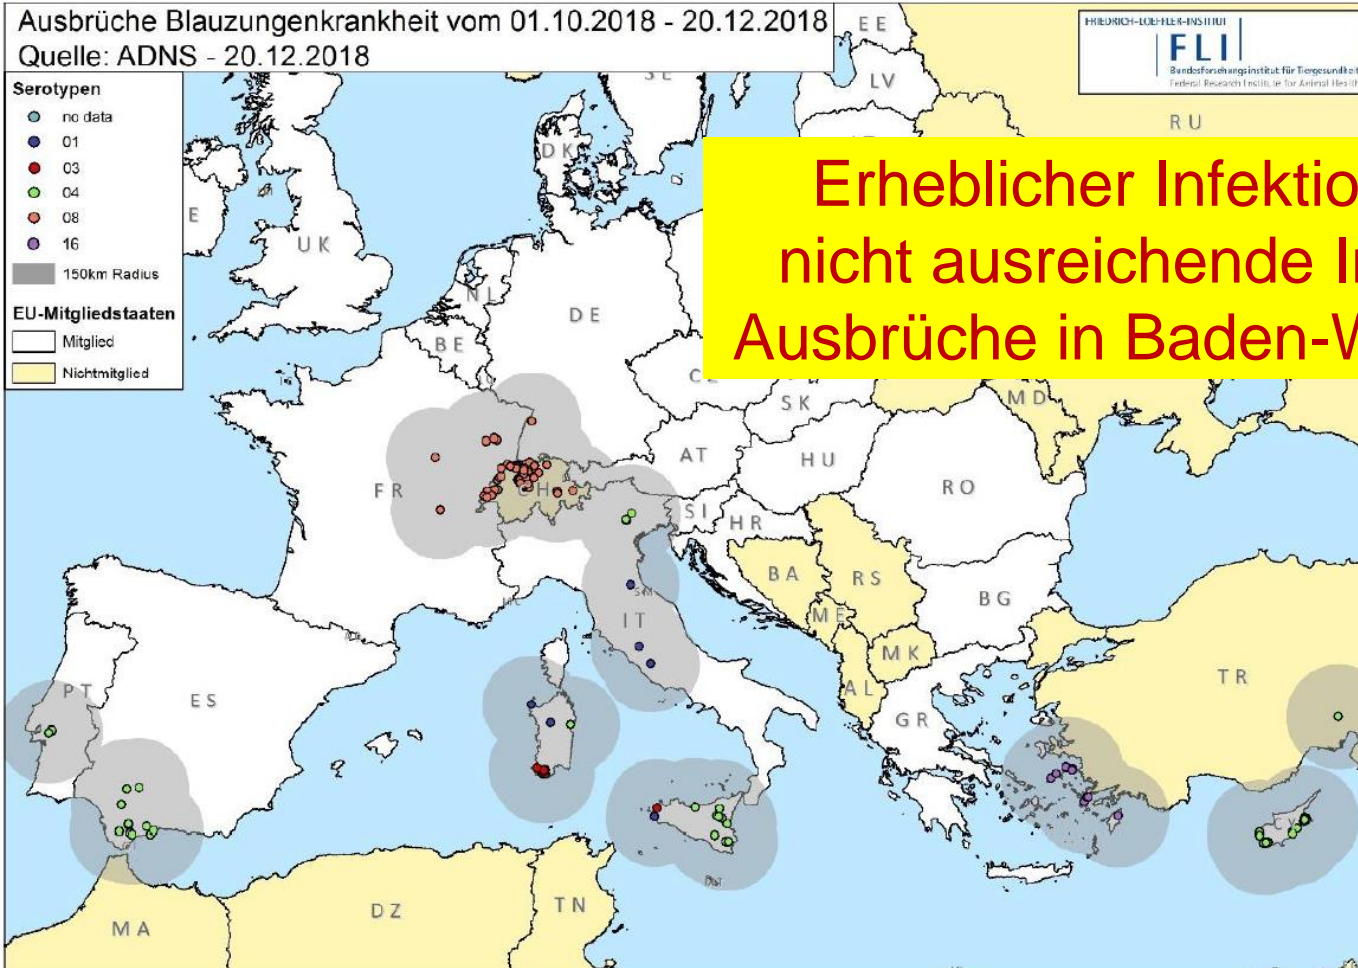 Ausbrüche Blauzungenkrankheit vom 01.10.2018 - 20.12.2018
Quelle: ADNS - 20.12.2018
FRIEDRICH-LOEFFLER-INSTITUT
FLI
Bundesforschungsinstitut für Tiergesundheit
Federal Research Institute for Animal Health
Serotypen
no data
01
03
04
08
16
150km Radius
EU-Mitgliedstaaten
Mitglied
Nichtmitglied
Erheblicher Infektio
nicht ausreichende I
Ausbrüche in Baden-W
EE
SE
LV
RU
DK
E
UK
NL
DE
BE
CZ
SK
MD
AT
HU
FR
CH
RO
SI
HR
BA
RS
SM
BG
IT
ME
MK
PT
ES
AL
TR
GR
CY
MT
MA
DZ
TN